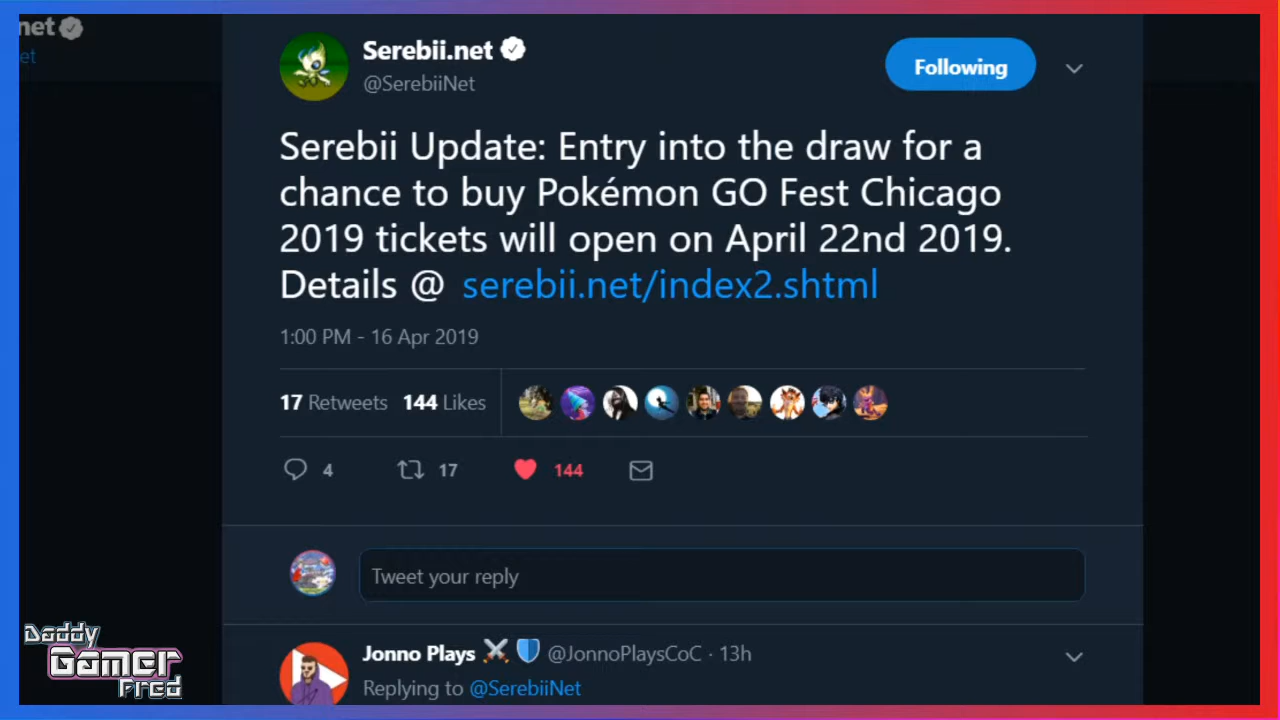 net
et
Serebii.net
@SerebiiNet
Following
Serebii Update: Entry into the draw for a
chance to buy Pokémon GO Fest Chicago
2019 tickets will open on April 22nd 2019.
Details @ serebii.net/index2.shtml
1:00 PM - 16 Apr 2019
17 Retweets 144 Likes
4 17 144
Tweet your reply
Jonno Plays @JonnoPlaysCoC · 13h
Replying to @SerebiiNet
Daddy
Gamer
Fred